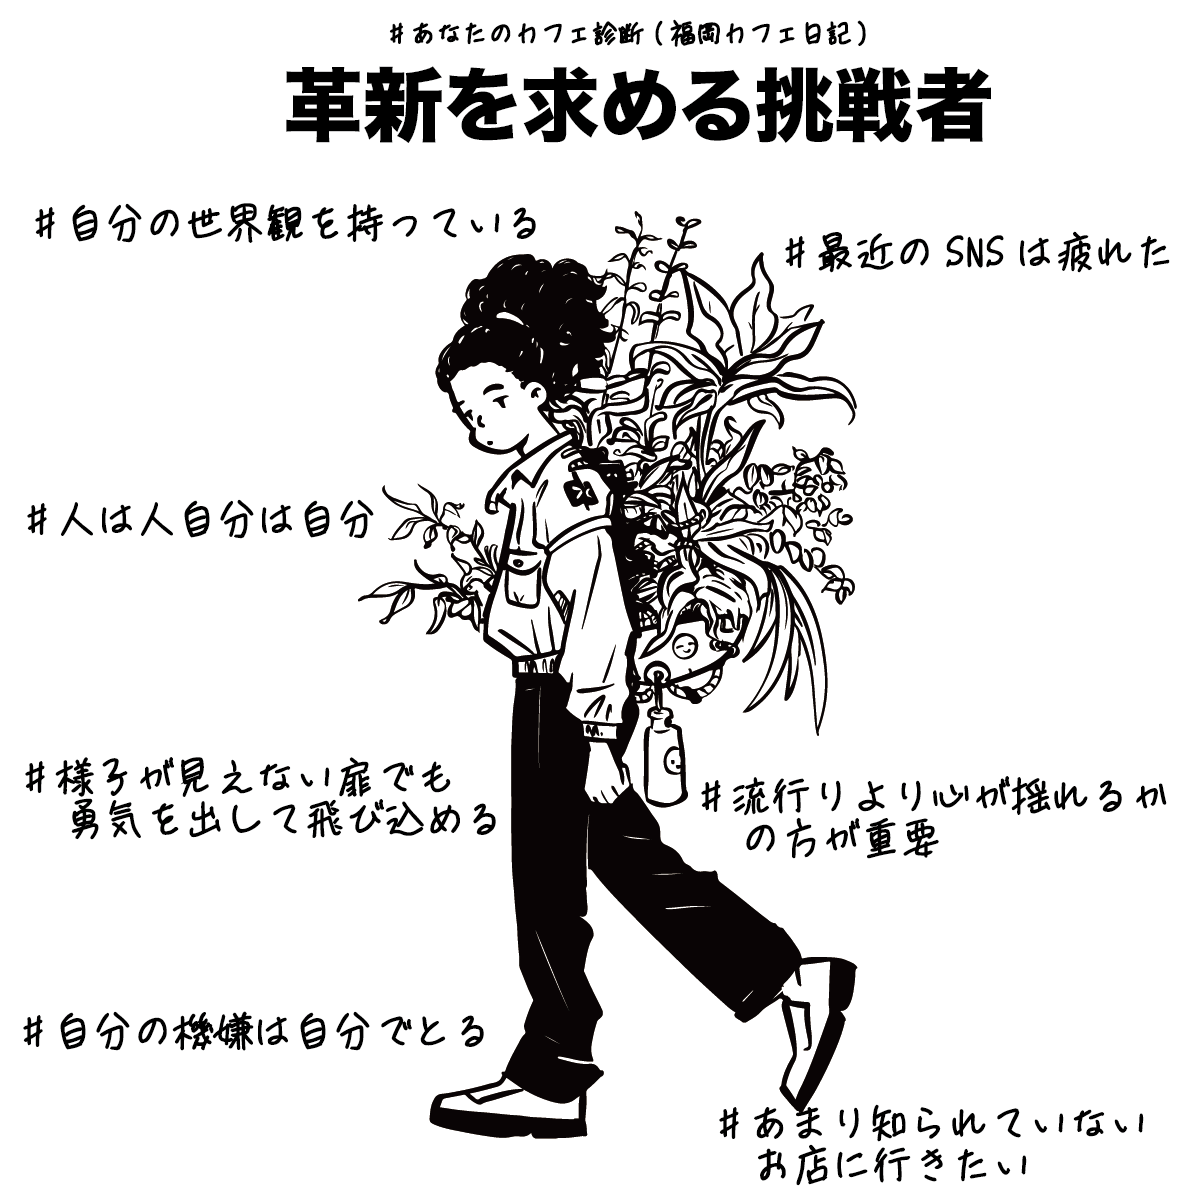 #あなたのカフェ診断(福岡カフェ日記)
革新を求める挑戦者
#自分の世界観を持っている
#最近のSNSは疲れた
#人は人自分は自分
#様子が見えない扉でも
勇気を出して飛び込める
#流行りより心が揺れるか
の方が重要
#自分の機嫌は自分でとる
#あまり知られていない
お店に行きたい